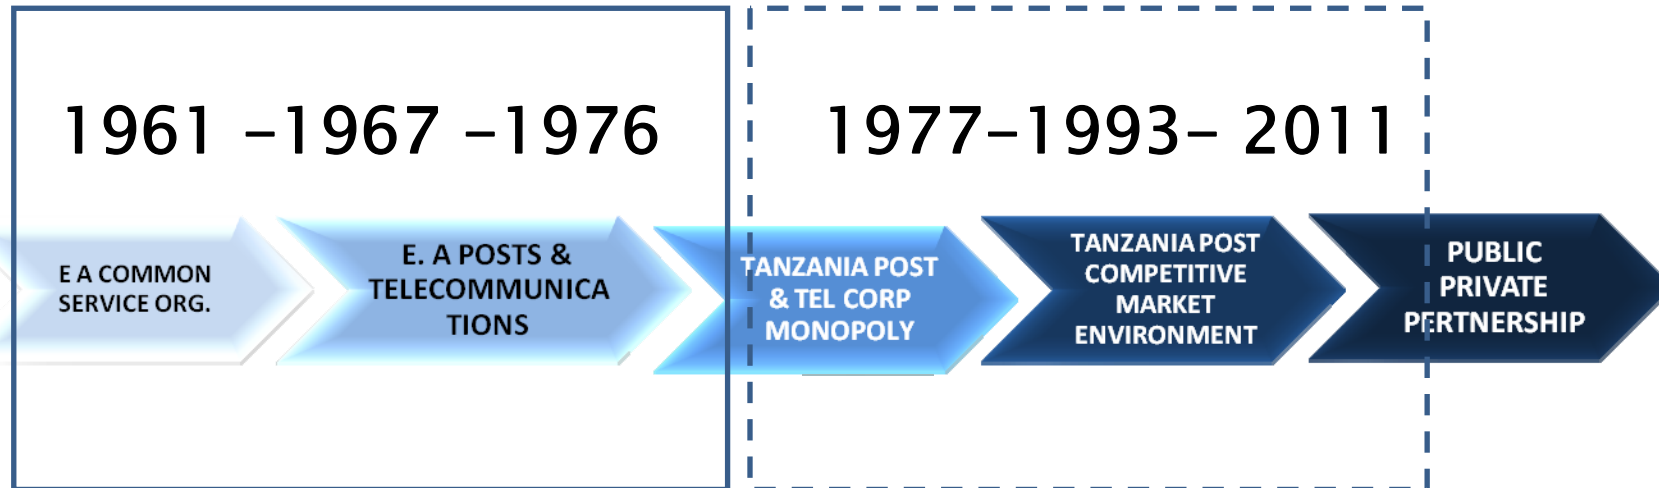 1961 –1967 –1976
1977–1993– 2011
E A COMMON
SERVICE ORG.
E. A POSTS &
TELECOMMUNICA
TIONS
TANZANIA POST
& TEL CORP
MONOPOLY
TANZANIA POST
COMPETITIVE
MARKET
ENVIRONMENT
PUBLIC
PRIVATE
PERTNERSHIP